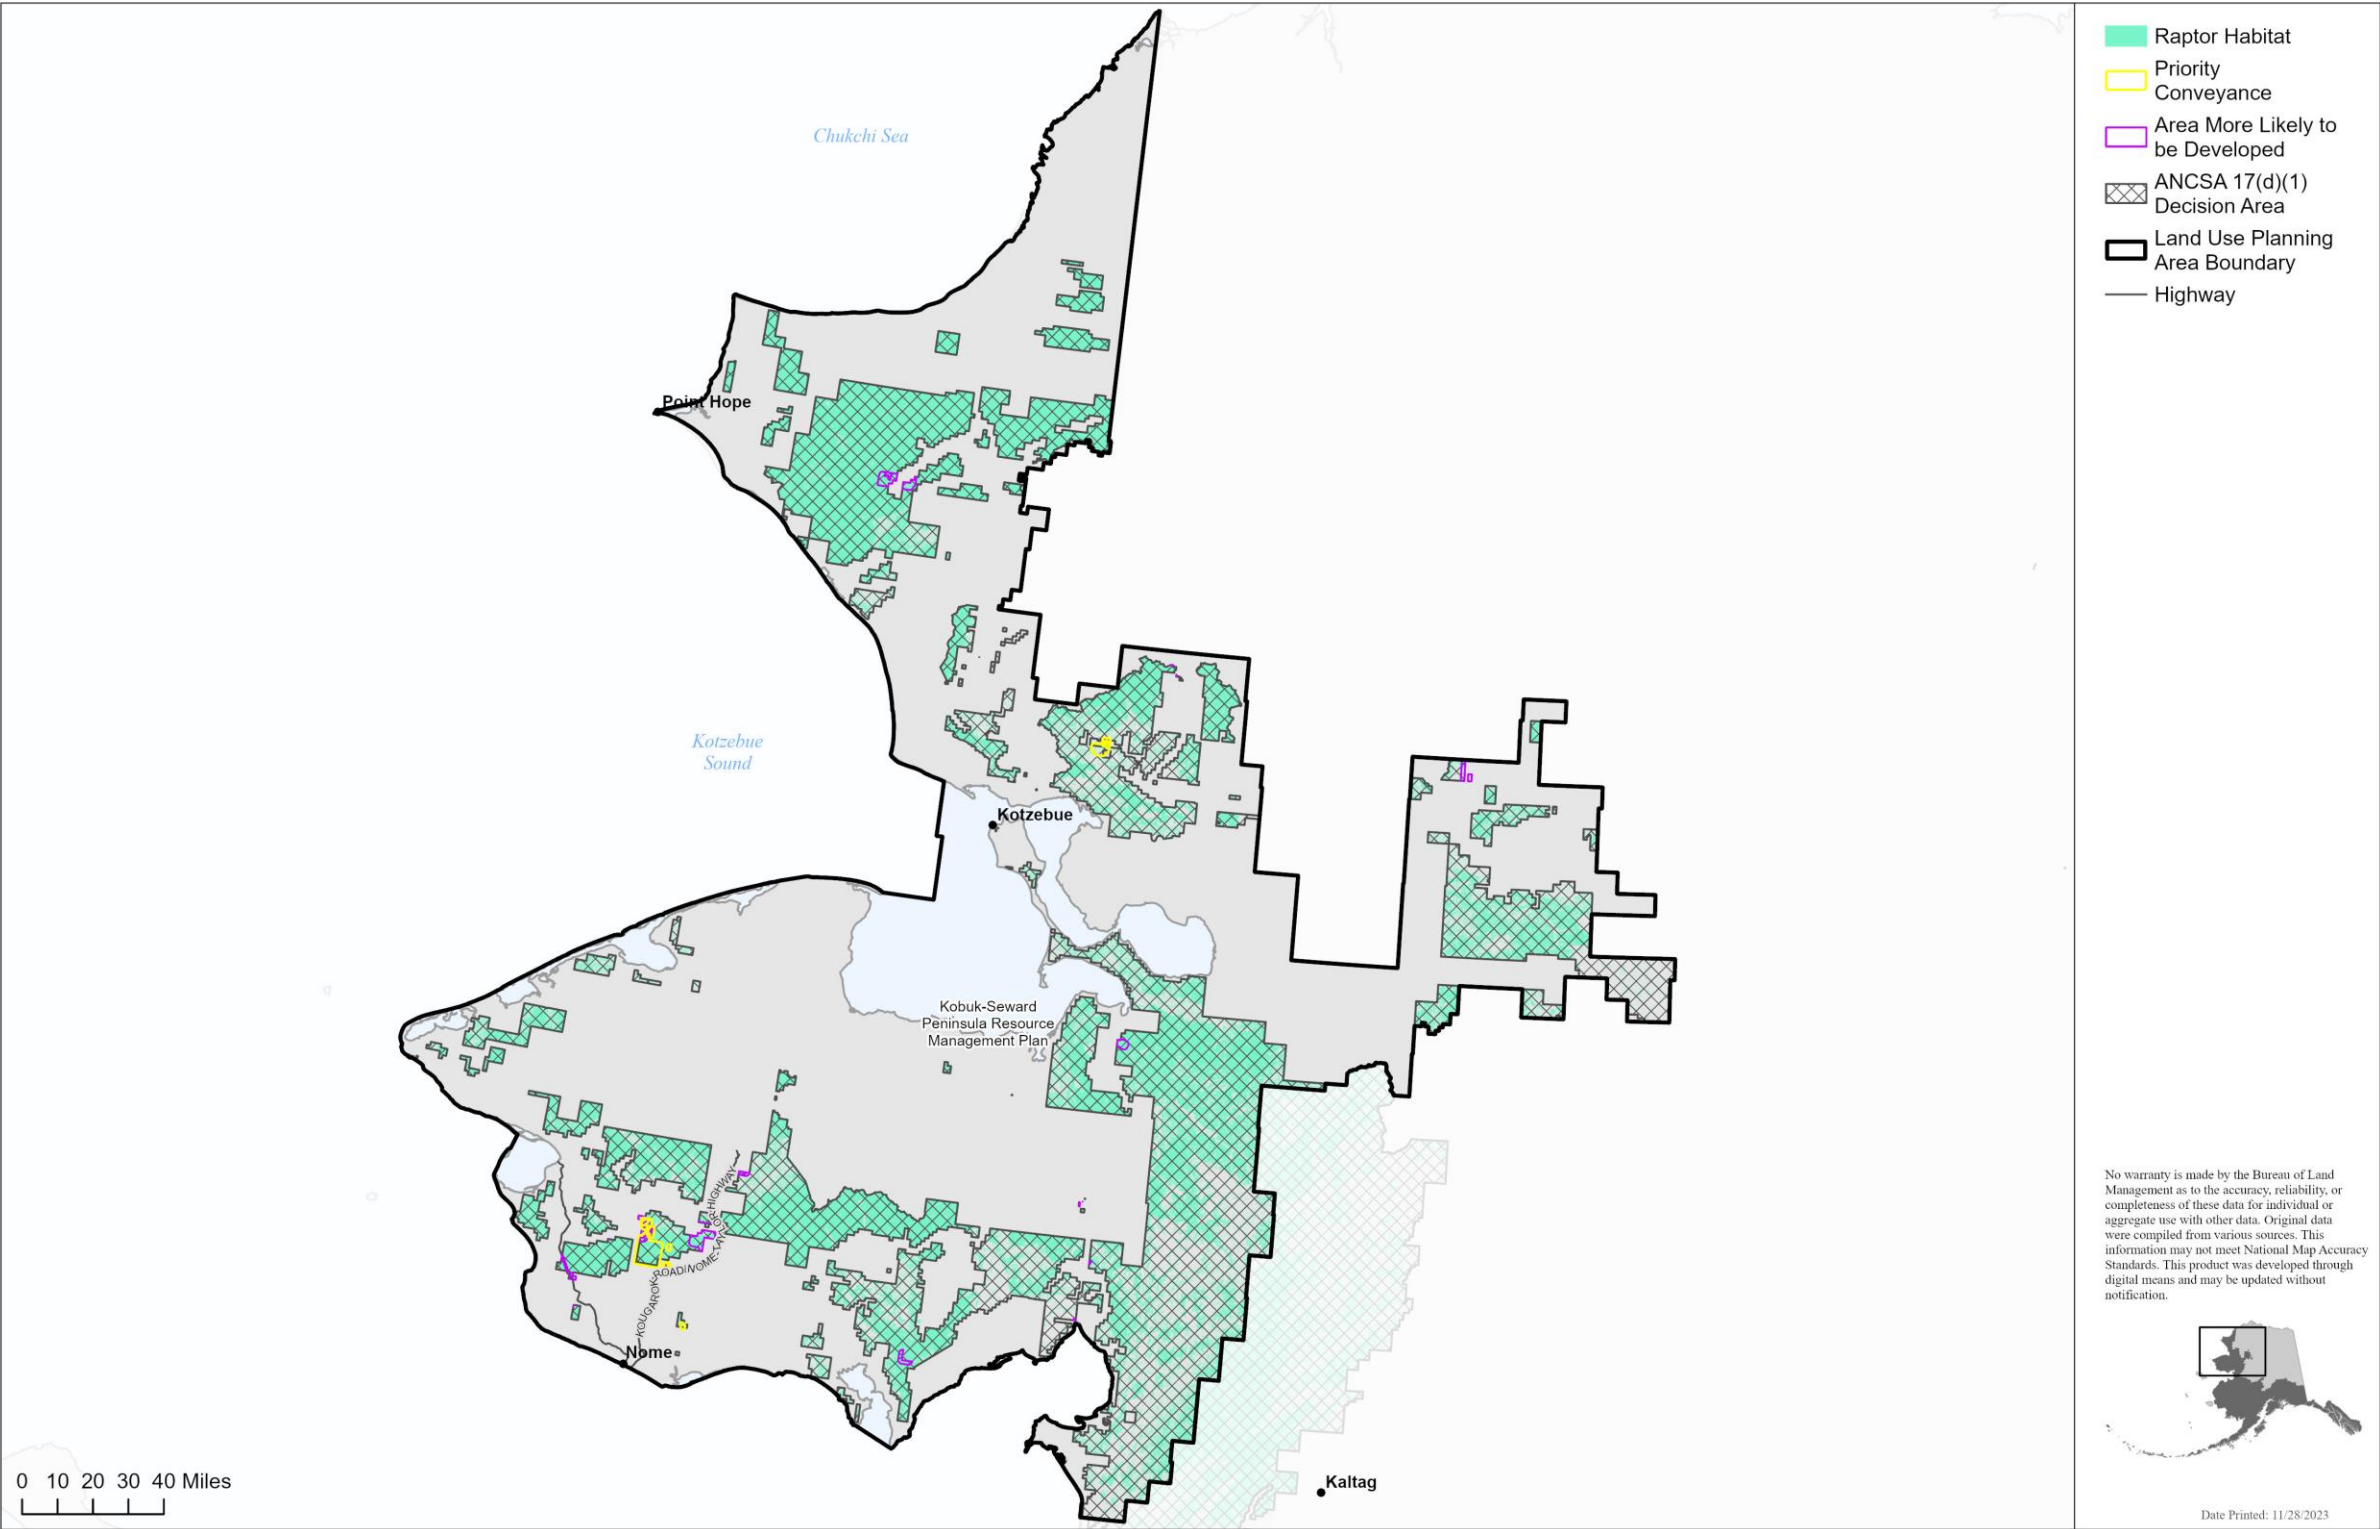 Chukchi Sea
Point Hope
Kotzebue
Sound
Kotzebue
Kobuk-Seward
Peninsula Resource
Management Plan
KOUGAROK ROAD/NOME-TAYLOR HIGHWAY
Nome
Kaltag
0 10 20 30 40 Miles
Raptor Habitat
Priority
Conveyance
Area More Likely to
be Developed
ANCSA 17(d)(1)
Decision Area
Land Use Planning
Area Boundary
Highway
No warranty is made by the Bureau of Land
Management as to the accuracy, reliability, or
completeness of these data for individual or
aggregate use with other data. Original data
were compiled from various sources. This
information may not meet National Map Accuracy
Standards. This product was developed through
digital means and may be updated without
notification.
Date Printed: 11/28/2023